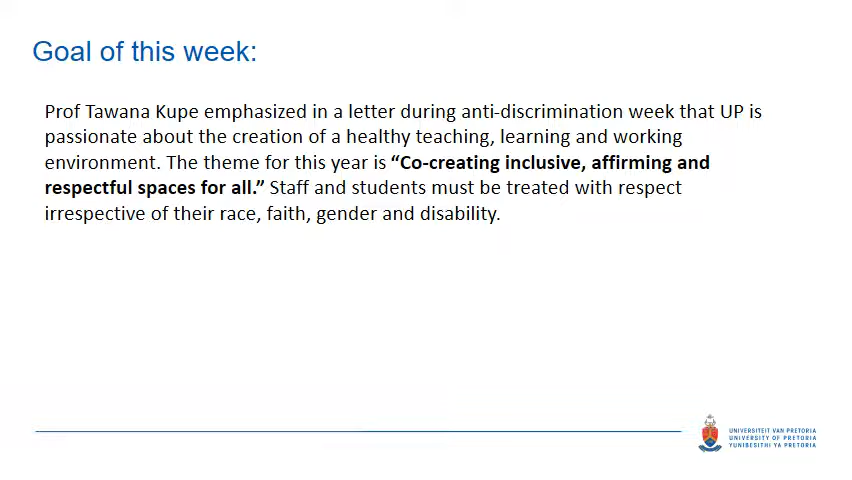 Goal of this week:
Prof Tawana Kupe emphasized in a letter during anti-discrimination week that UP is
passionate about the creation of a healthy teaching, learning and working
environment. The theme for this year is “Co-creating inclusive, affirming and
respectful spaces for all.” Staff and students must be treated with respect
irrespective of their race, faith, gender and disability.
UNIVERSITEIT VAN PRETORIA
UNIVERSITY OF PRETORIA
YUNIBESITHI YA PRETORIA